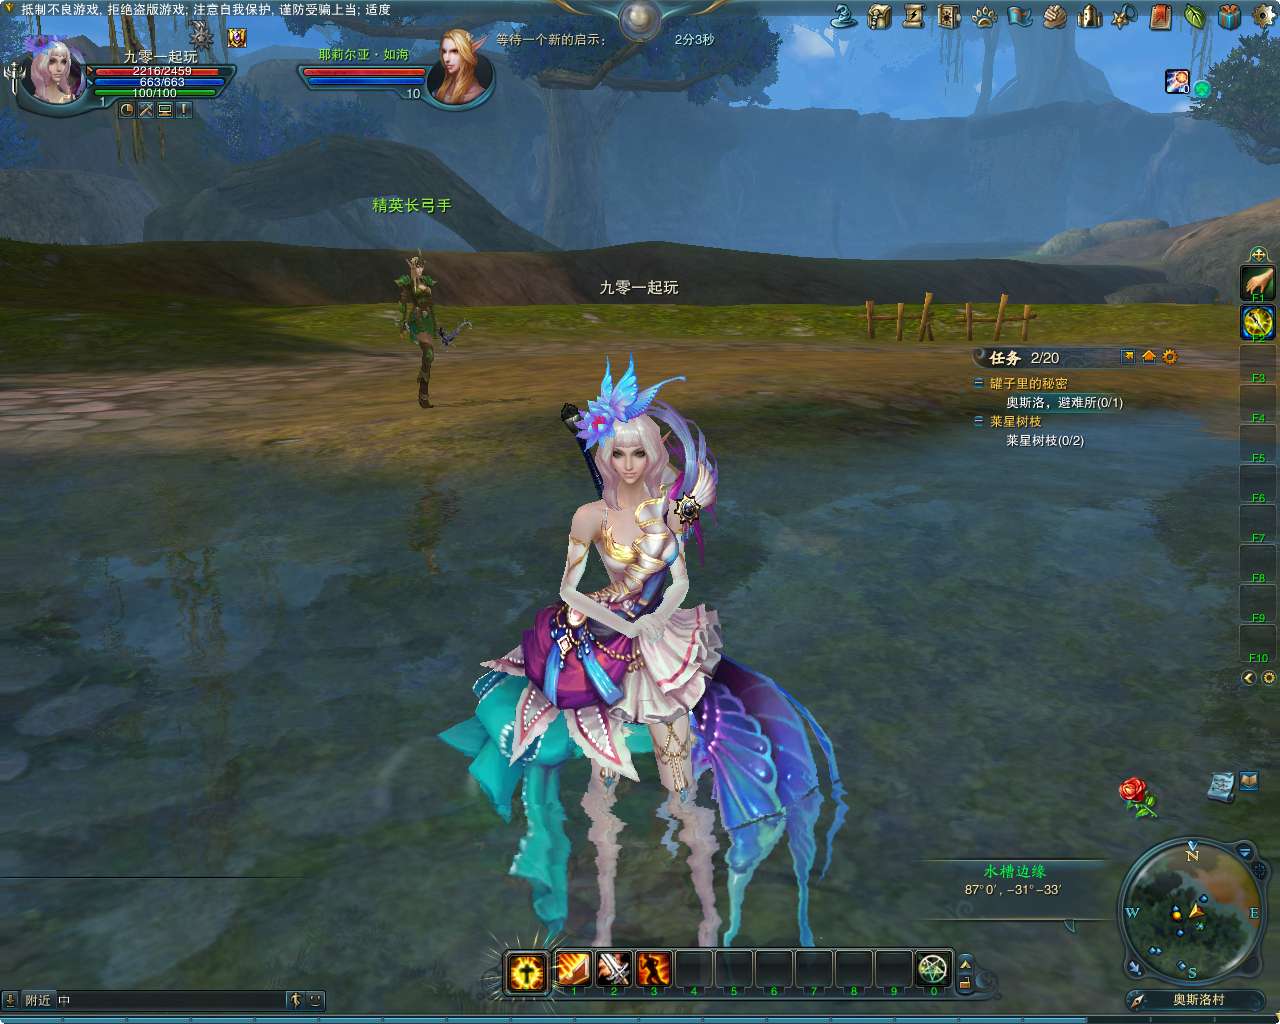 抵制不良游戏, 拒绝盗版游戏; 注意自我保护, 谨防受骗上当; 适度
九零一起玩
2216/2459
663/663
100/100
1
耶莉尔亚·如海
10
等待一个新的启示:
2分3秒
精英长弓手
九零一起玩
任务 2/20
罐子里的秘密
奥斯洛，避难所(0/1)
莱星树枝
莱星树枝(0/2)
F1
F2
F3
F4
F5
F6
F7
F8
F9
F10
水槽边缘
87°0′, -31°-33′
N
W
E
S
奥斯洛村
附近 中
1 2 3 4 5 6 7 8 9 0